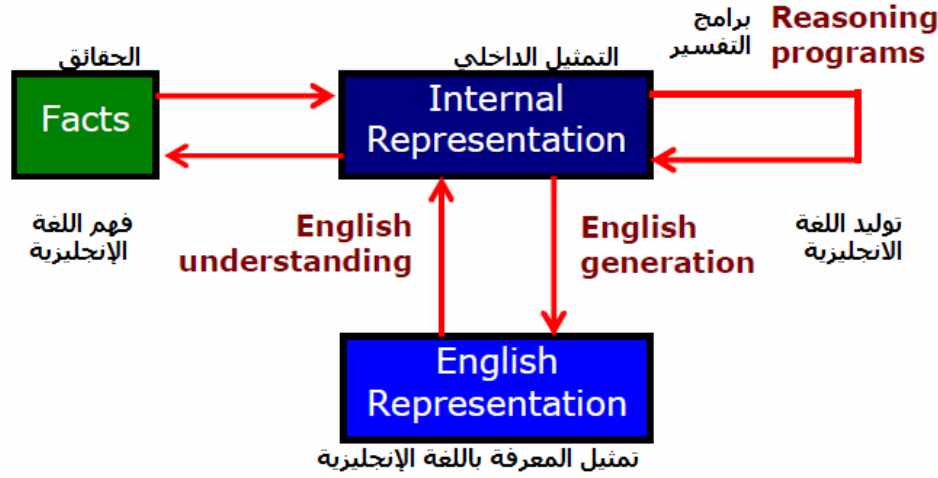 الحقائق
Facts
التمثيل الداخلي
Internal
Representation
برامج
التفسير
Reasoning
programs
فهم اللغة
الإنجليزية
English
understanding
English
generation
توليد اللغة
الانجليزية
English
Representation
تمثيل المعرفة باللغة الإنجليزية